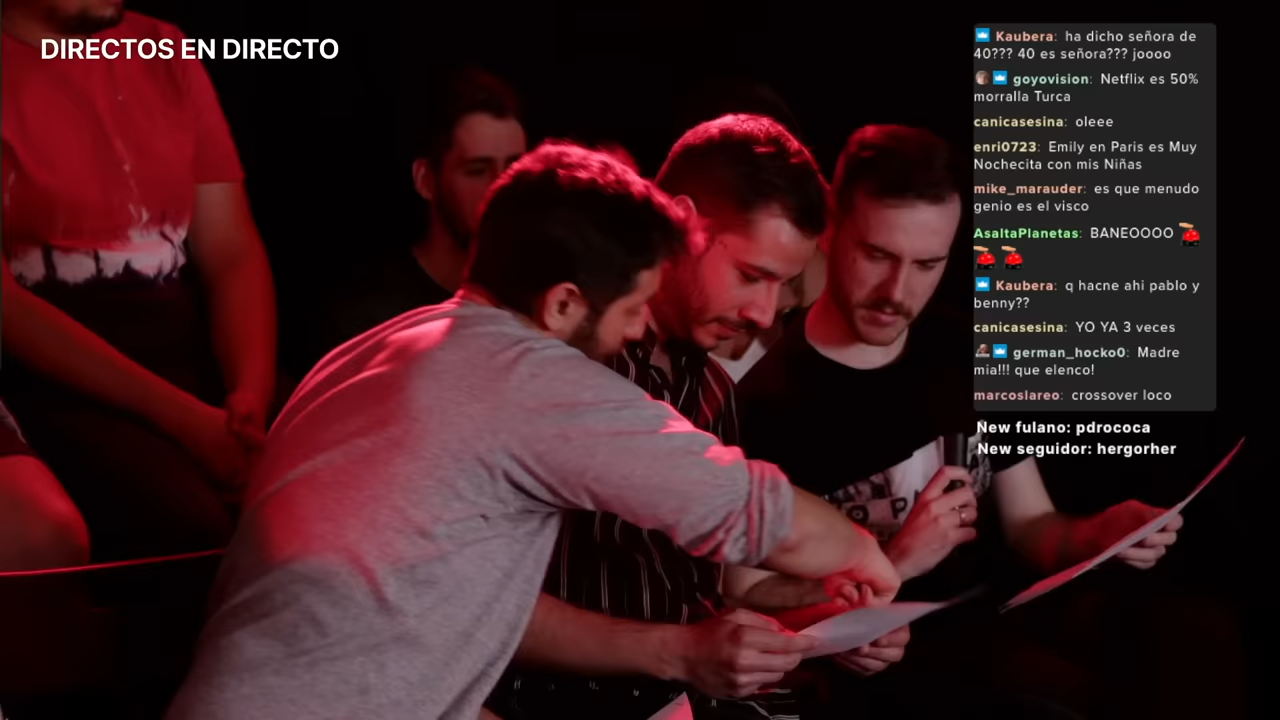 DIRECTOS EN DIRECTO
Kaubera: ha dicho señora de
40??? 40 es señora??? joooo
goyovision: Netflix es 50%
morralla Turca
canicasesina: oleee
enri0723: Emily en Paris es Muy
Nochecita con mis Niñas
mike_marauder: es que menudo
genio es el visco
AsaltaPlanetas: BANEOOOO
Kaubera: q hacne ahi pablo y
benny??
canicasesina: YO YA 3 veces
german_hocko0: Madre
mia!!! que elenco!
marcoslareo: crossover loco
New fulano: pdrococa
New seguidor: hergorher